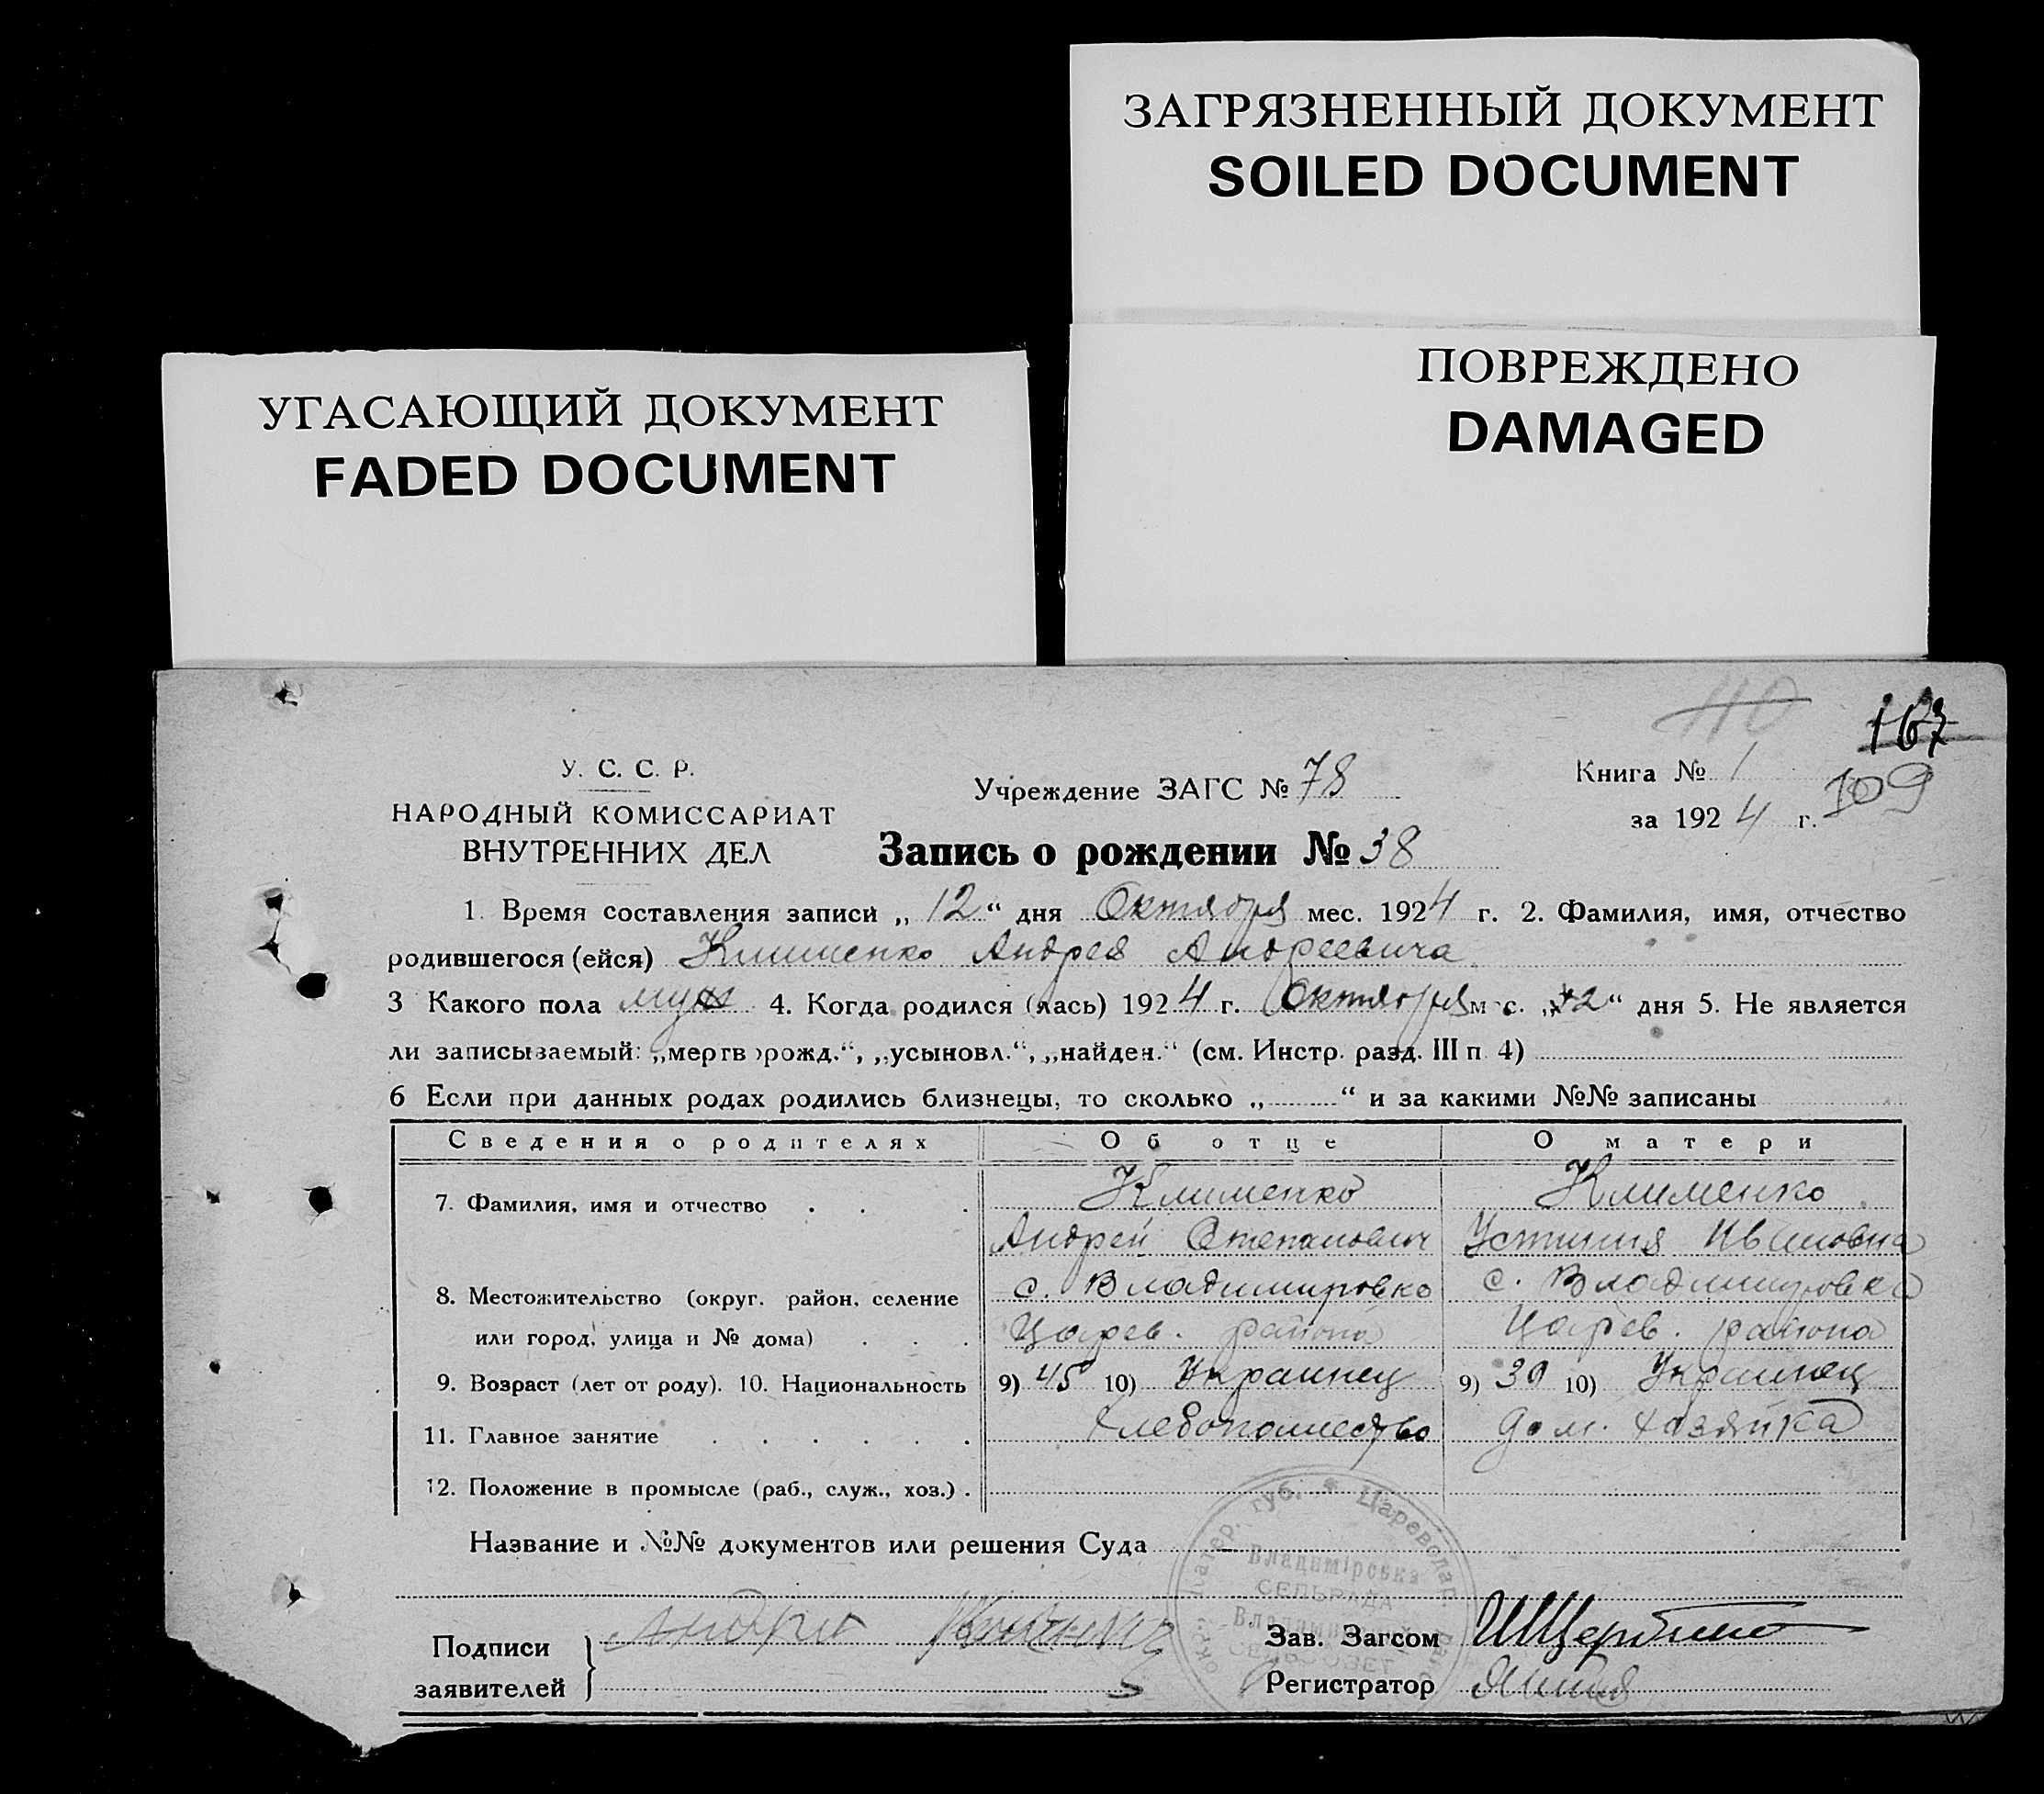 ЗАГРЯЗНЕННЫЙ ДОКУМЕНТ
SOILED DOCUMENT
ПОВРЕЖДЕНО
DAMAGED
УГАСАЮЩИЙ ДОКУМЕНТ
FADED DOCUMENT
110
167
У. С. С. Р.
НАРОДНЫЙ КОМИССАРИАТ
ВНУТРЕННИХ ДЕЛ
Учреждение ЗАГС № 78
Книга № 1
за 1924 г.
109
Запись о рождении № 38
1. Время составления записи „12“ дня Октября мес. 1924 г. 2. Фамилия, имя, отчество
родившегося (ейся) Клименко Андрея Андреевича
3 Какого пола муж 4. Когда родился (лась) 1924 г. Октября мес. „12“ дня 5. Не является
ли записываемый: „мертворожд.“, „усыновл.“, „найден.“ (см. Инстр. разд. III п. 4)
6 Если при данных родах родились близнецы, то сколько „ “ и за какими №№ записаны
Сведения о родителях Об отце О матери
7. Фамилия, имя и отчество Клименко Клименко
Андрей Степанович Устиния Ивановна
8. Местожительство (округ, район, селение с. Владимировка с. Владимировка
или город, улица и № дома) Царев. района Царев. района
9. Возраст (лет от роду). 10. Национальность 9) 45 10) Украинец 9) 30 10) Украинец
11. Главное занятие Хлебопашество дом. хозяйка
12. Положение в промысле (раб., служ., хоз.)
Название и №№ документов или решения Суда
губ. * Цареводар.
Владимірська
СЕЛЬРАДА
Подписи
заявителей
Зав. Загсом
Регистратор